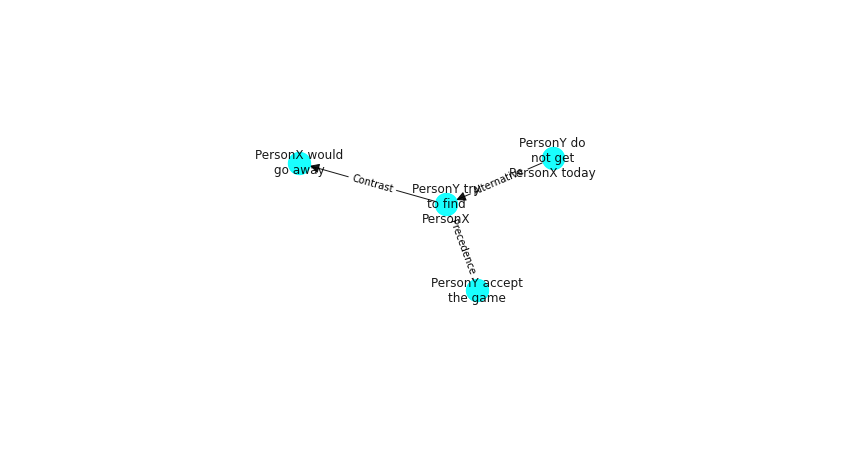 PersonX would
go away
Contrast
PersonY do
not get
PersonX today
Alternative
PersonY try
to find
PersonX
Precedence
PersonY accept
the game